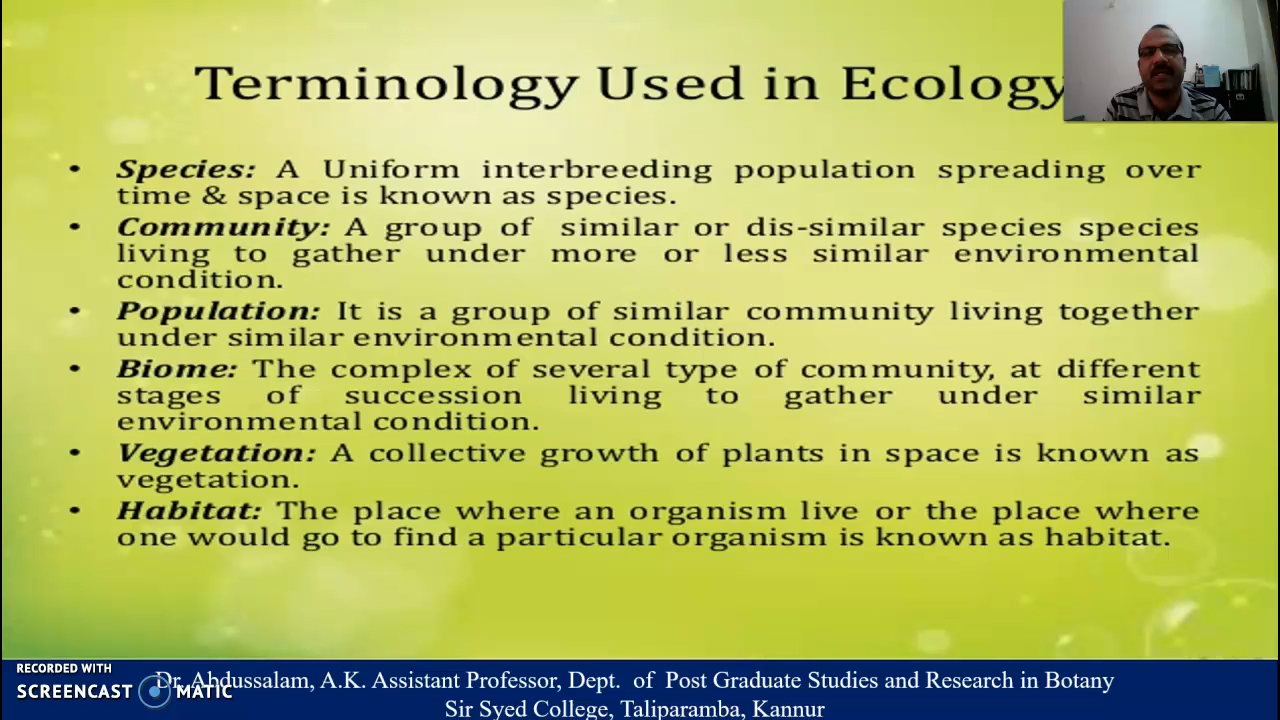 Terminology Used in Ecology
• Species: A Uniform interbreeding population spreading over
time & space is known as species.
• Community: A group of similar or dis-similar species species
living to gather under more or less similar environmental
condition.
• Population: It is a group of similar community living together
under similar environmental condition.
• Biome: The complex of several type of community, at different
stages of succession living to gather under similar
environmental condition.
• Vegetation: A collective growth of plants in space is known as
vegetation.
• Habitat: The place where an organism live or the place where
one would go to find a particular organism is known as habitat.
RECORDED WITH
SCREENCAST MATIC
Dr. Abdussalam, A.K. Assistant Professor, Dept. of Post Graduate Studies and Research in Botany
Sir Syed College, Taliparamba, Kannur